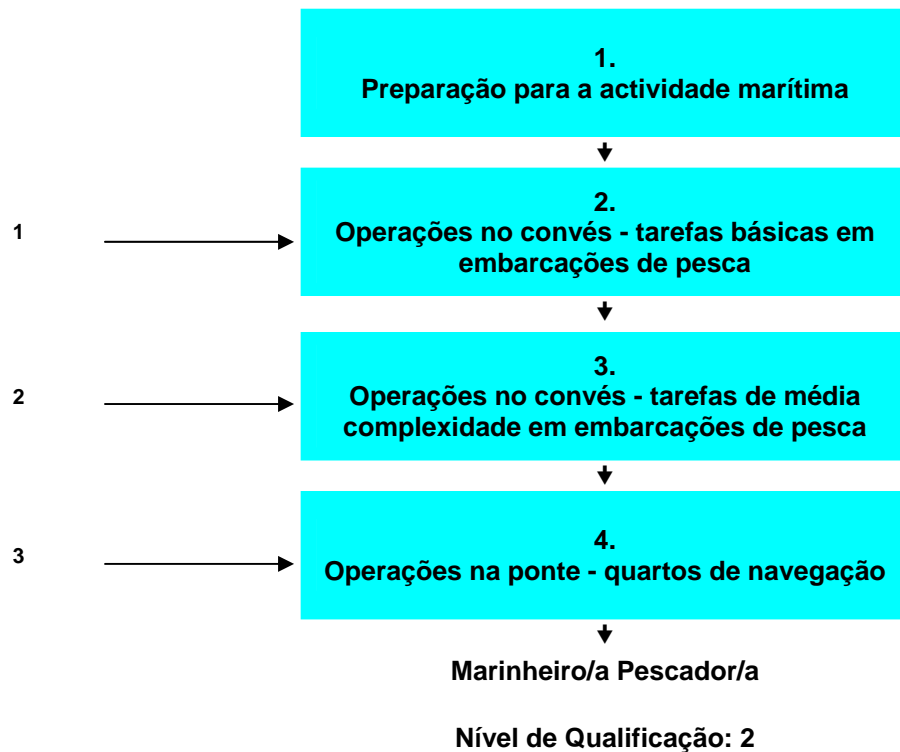 1.
Preparação para a actividade marítima
1
2.
Operações no convés - tarefas básicas em
embarcações de pesca
2
3.
Operações no convés - tarefas de média
complexidade em embarcações de pesca
3
4.
Operações na ponte - quartos de navegação
Marinheiro/a Pescador/a
Nível de Qualificação: 2